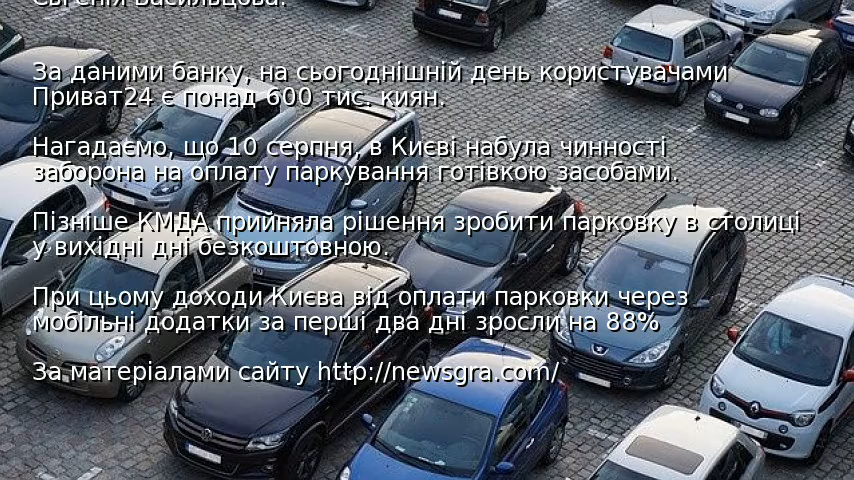 Євгенія Васильцова.
За даними банку, на сьогоднішній день користувачами
Приват24 є понад 600 тис. киян.
Нагадаємо, що 10 серпня, в Києві набула чинності
заборона на оплату паркування готівкою засобами.
Пізніше КМДА прийняла рішення зробити парковку в столиці
у вихідні дні безкоштовною.
При цьому доходи Києва від оплати парковки через
мобільні додатки за перші два дні зросли на 88%
За матеріалами сайту http://newsgra.com/